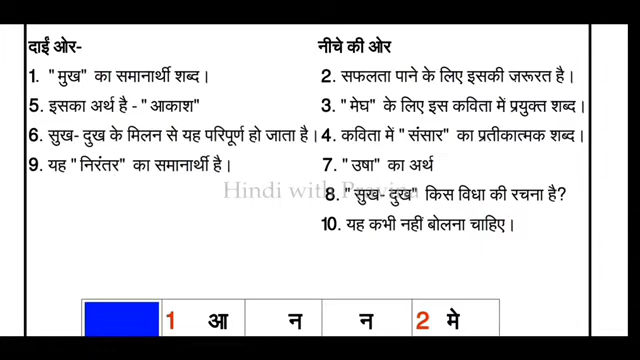 दाईं ओर-
1. "मुख" का समानार्थी शब्द।
5. इसका अर्थ है - "आकाश"
6. सुख- दुख के मिलन से यह परिपूर्ण हो जाता है।
9. यह "निरंतर" का समानार्थी है।
नीचे की ओर
2. सफलता पाने के लिए इसकी जरूरत है।
3. "मेघ" के लिए इस कविता में प्रयुक्त शब्द।
4. कविता में "संसार" का प्रतीकात्मक शब्द।
7. "उषा" का अर्थ
8. "सुख- दुख" किस विधा की रचना है?
10. यह कभी नहीं बोलना चाहिए।
Hindi with
1 आ न न 2 मे